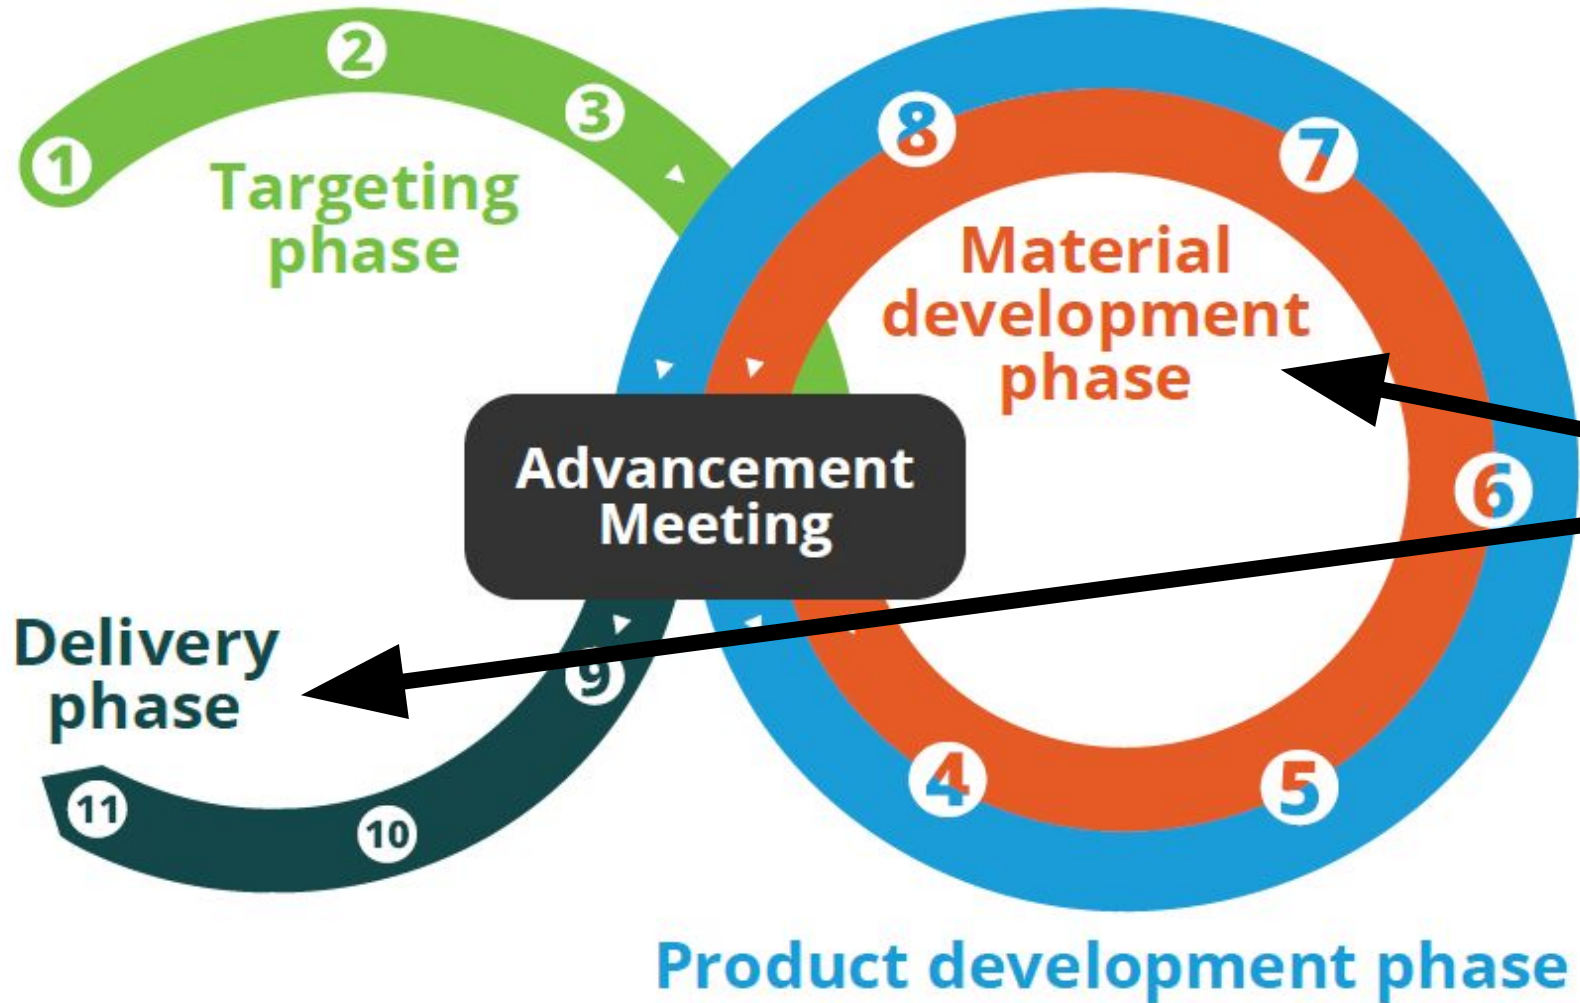 1
2
3
Targeting
phase
8
7
Material
development
phase
6
Advancement
Meeting
Delivery
phase
9
4
5
11
10
Product development phase